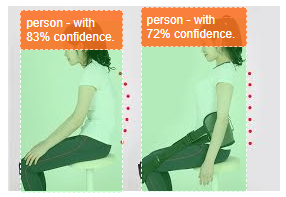 person - with
83% confidence.
person - with
72% confidence.